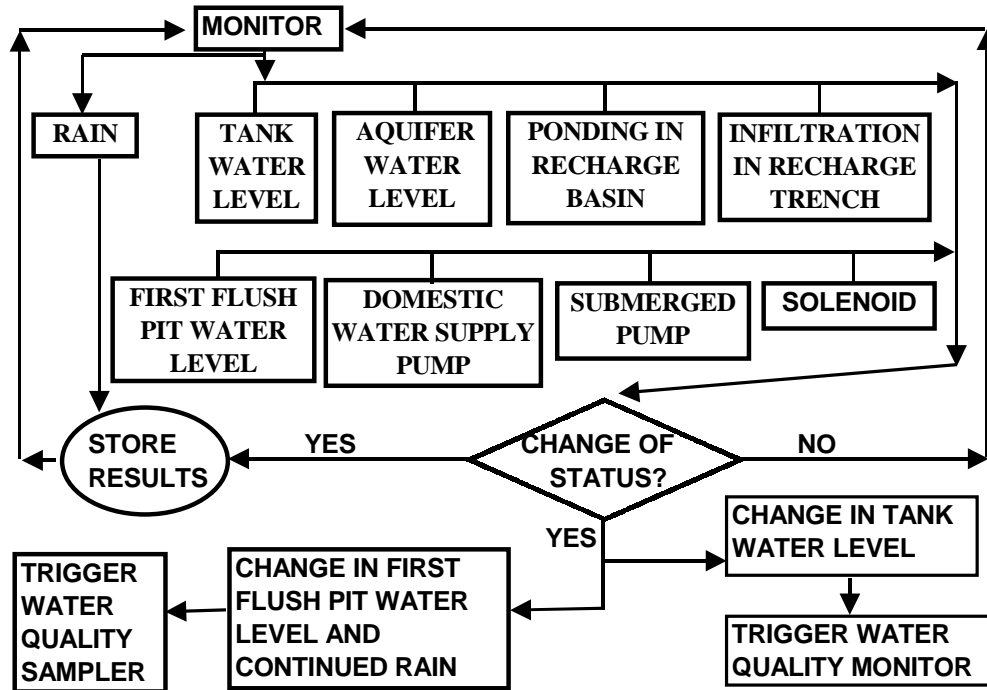 MONITOR
RAIN
TANK
WATER
LEVEL
AQUIFER
WATER
LEVEL
PONDING IN
RECHARGE
BASIN
INFILTRATION
IN RECHARGE
TRENCH
FIRST FLUSH
PIT WATER
LEVEL
DOMESTIC
WATER SUPPLY
PUMP
SUBMERGED
PUMP
SOLENOID
STORE
RESULTS
YES
CHANGE OF
STATUS?
NO
YES
CHANGE IN TANK
WATER LEVEL
TRIGGER
WATER
QUALITY
SAMPLER
CHANGE IN FIRST
FLUSH PIT WATER
LEVEL AND
CONTINUED RAIN
TRIGGER WATER
QUALITY MONITOR